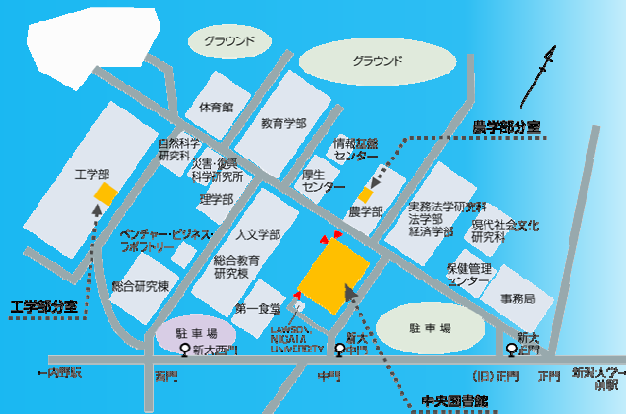 グラウンド
グラウンド
体育館
農学部分室
教育学部
自然科学
研究科
情報基盤
センター
災害・復興
科学研究所
工学部
厚生
センター
理学部
農学部
実務法学研究科
法学部
経済学部
現代社会文化
研究科
ベンチャー・ビジネス・
ラボラトリー
人文学部
総合教育
研究棟
保健管理
センター
総合研究棟
事務局
第一食堂
工学部分室
LAWSON
NIIGATA
UNIVERSITY
駐車場
駐車場
新大西門
新大
中門
新大
正門
←内野駅
西門
中門
(旧)正門
正門
新潟大学→
前駅
中央図書館